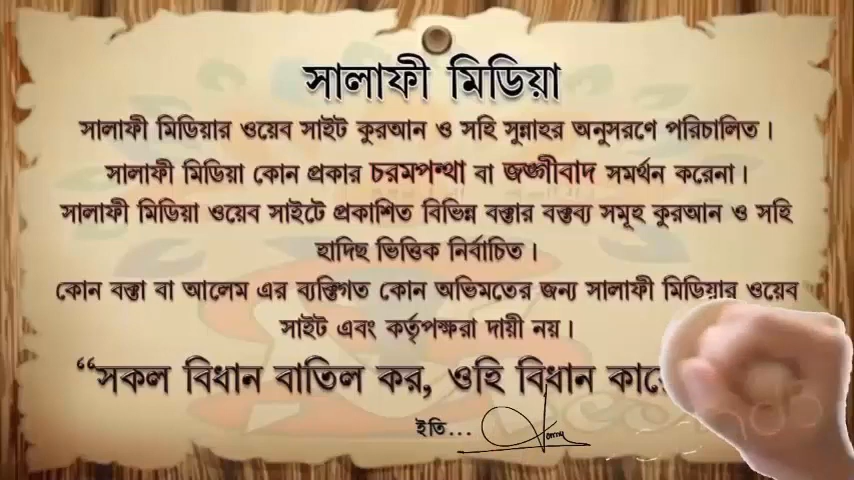 সালাফী মিডিয়া
সালাফী মিডিয়ার ওয়েব সাইট কুরআন ও সহি সুন্নাহর অনুসরণে পরিচালিত।
সালাফী মিডিয়া কোন প্রকার চরমপন্থা বা জঙ্গীবাদ সমর্থন করেনা।
সালাফী মিডিয়া ওয়েব সাইটে প্রকাশিত বিভিন্ন বক্তার বক্তব্য সমূহ কুরআন ও সহি
হাদিছ ভিত্তিক নির্বাচিত।
কোন বক্তা বা আলেম এর ব্যক্তিগত কোন অভিমতের জন্য সালাফী মিডিয়ার ওয়েব
সাইট এবং কর্তৃপক্ষরা দায়ী নয়।
“সকল বিধান বাতিল কর, ওহি বিধান
ইতি...